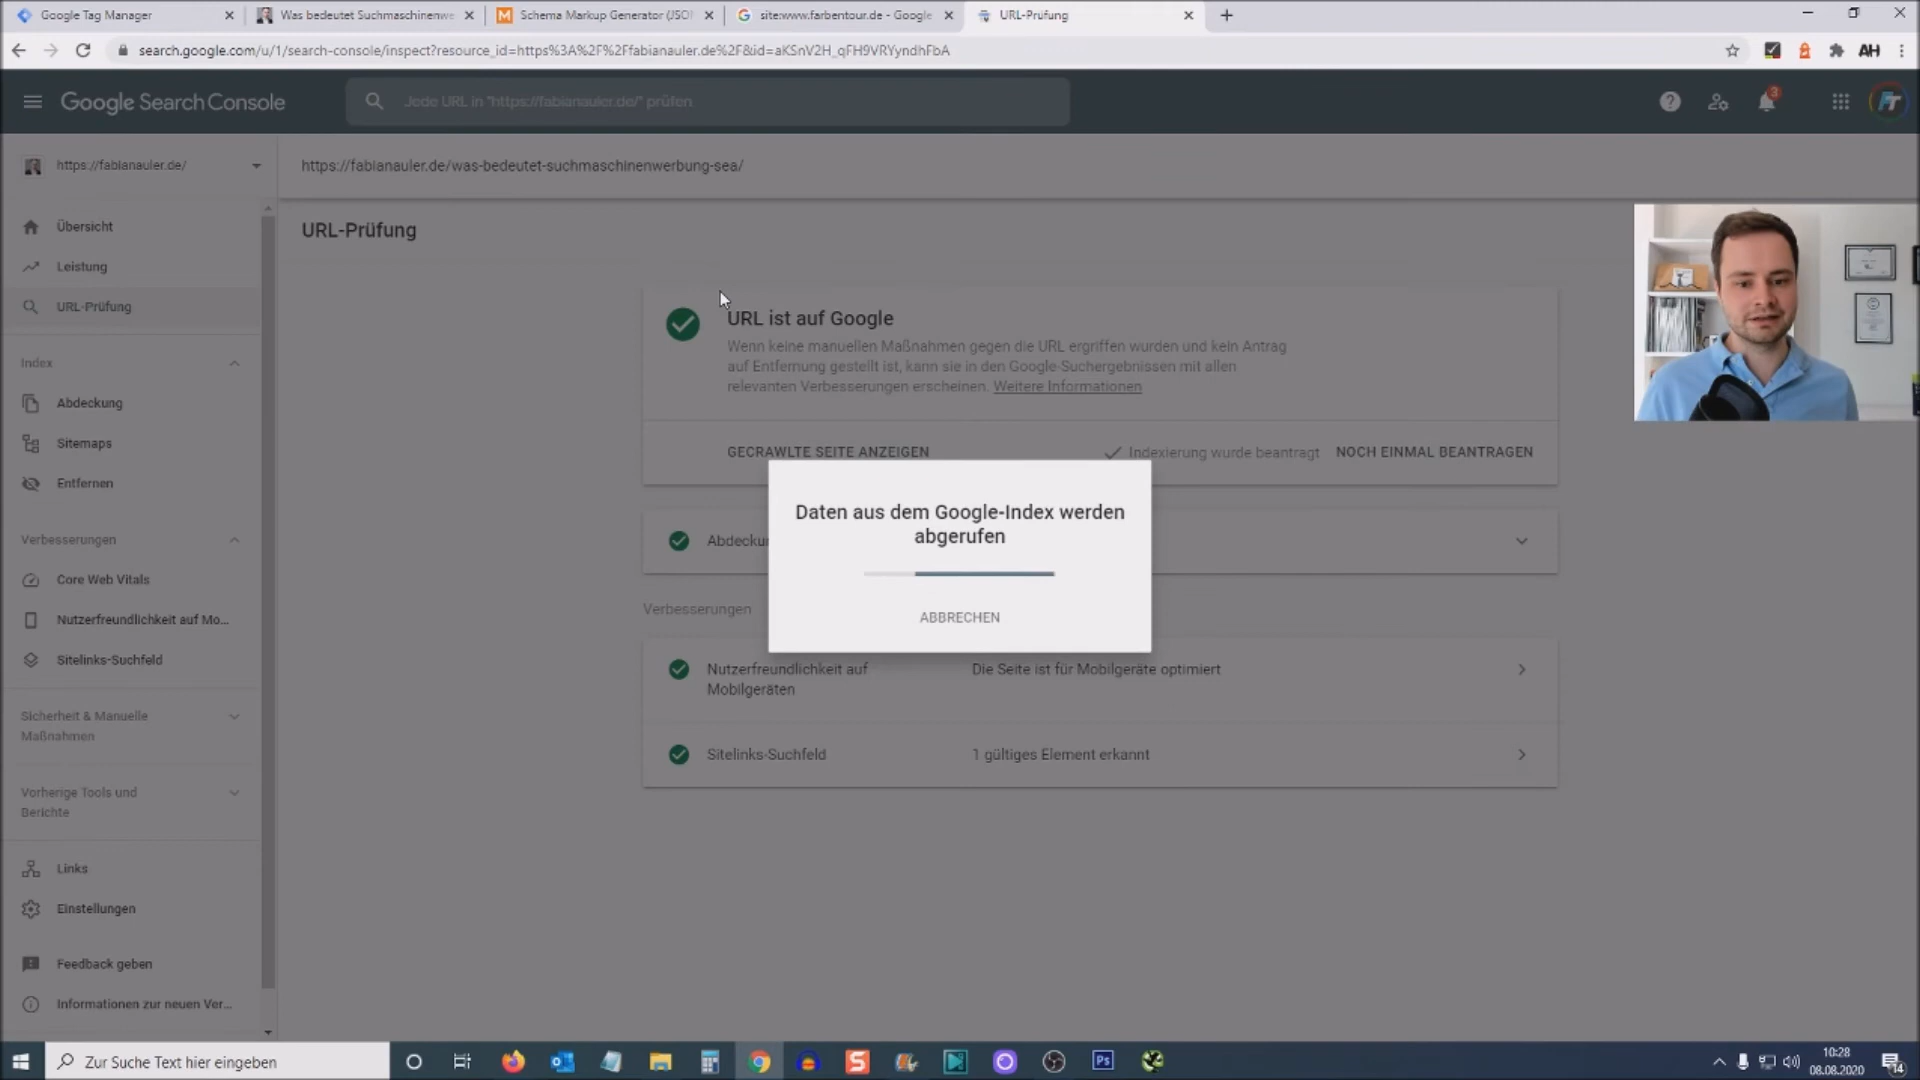 Google Tag Manager
Was bedeutet Suchmaschinenwe
Schema Markup Generator (JSO
site:www.farbentour.de - Google
URL-Prüfung
search.google.com/u/1/search-console/inspect?resource_id=https%3A%2F%2Ffabianauler.de%2F&id=aKSnV2H_qFH9VRYyndhFbA
AH
Google Search Console
Jede URL in "https://fabianauler.de/" prüfen
3
FT
https://fabianauler.de/
https://fabianauler.de/was-bedeutet-suchmaschinenwerbung-sea/
Übersicht
Leistung
URL-Prüfung
Index
Abdeckung
Sitemaps
Entfernen
Verbesserungen
Core Web Vitals
Nutzerfreundlichkeit auf Mo...
Sitelinks-Suchfeld
Sicherheit & Manuelle
Maßnahmen
Vorherige Tools und
Berichte
Links
Einstellungen
Feedback geben
Informationen zur neuen Ver...
URL-Prüfung
URL ist auf Google
Wenn keine manuellen Maßnahmen gegen die URL ergriffen wurden und kein Antrag
auf Entfernung gestellt ist, kann sie in den Google-Suchergebnissen mit allen
relevanten Verbesserungen erscheinen. Weitere Informationen
GECRAWLTE SEITE ANZEIGEN
Indexierung wurde beantragt
NOCH EINMAL BEANTRAGEN
Daten aus dem Google-Index werden
abgerufen
ABBRECHEN
Abdecku
Verbesserungen
Nutzerfreundlichkeit auf
Mobilgeräten
Die Seite ist für Mobilgeräte optimiert
Sitelinks-Suchfeld
1 gültiges Element erkannt
Zur Suche Text hier eingeben
S
Ps
10:28
08.08.2020
14